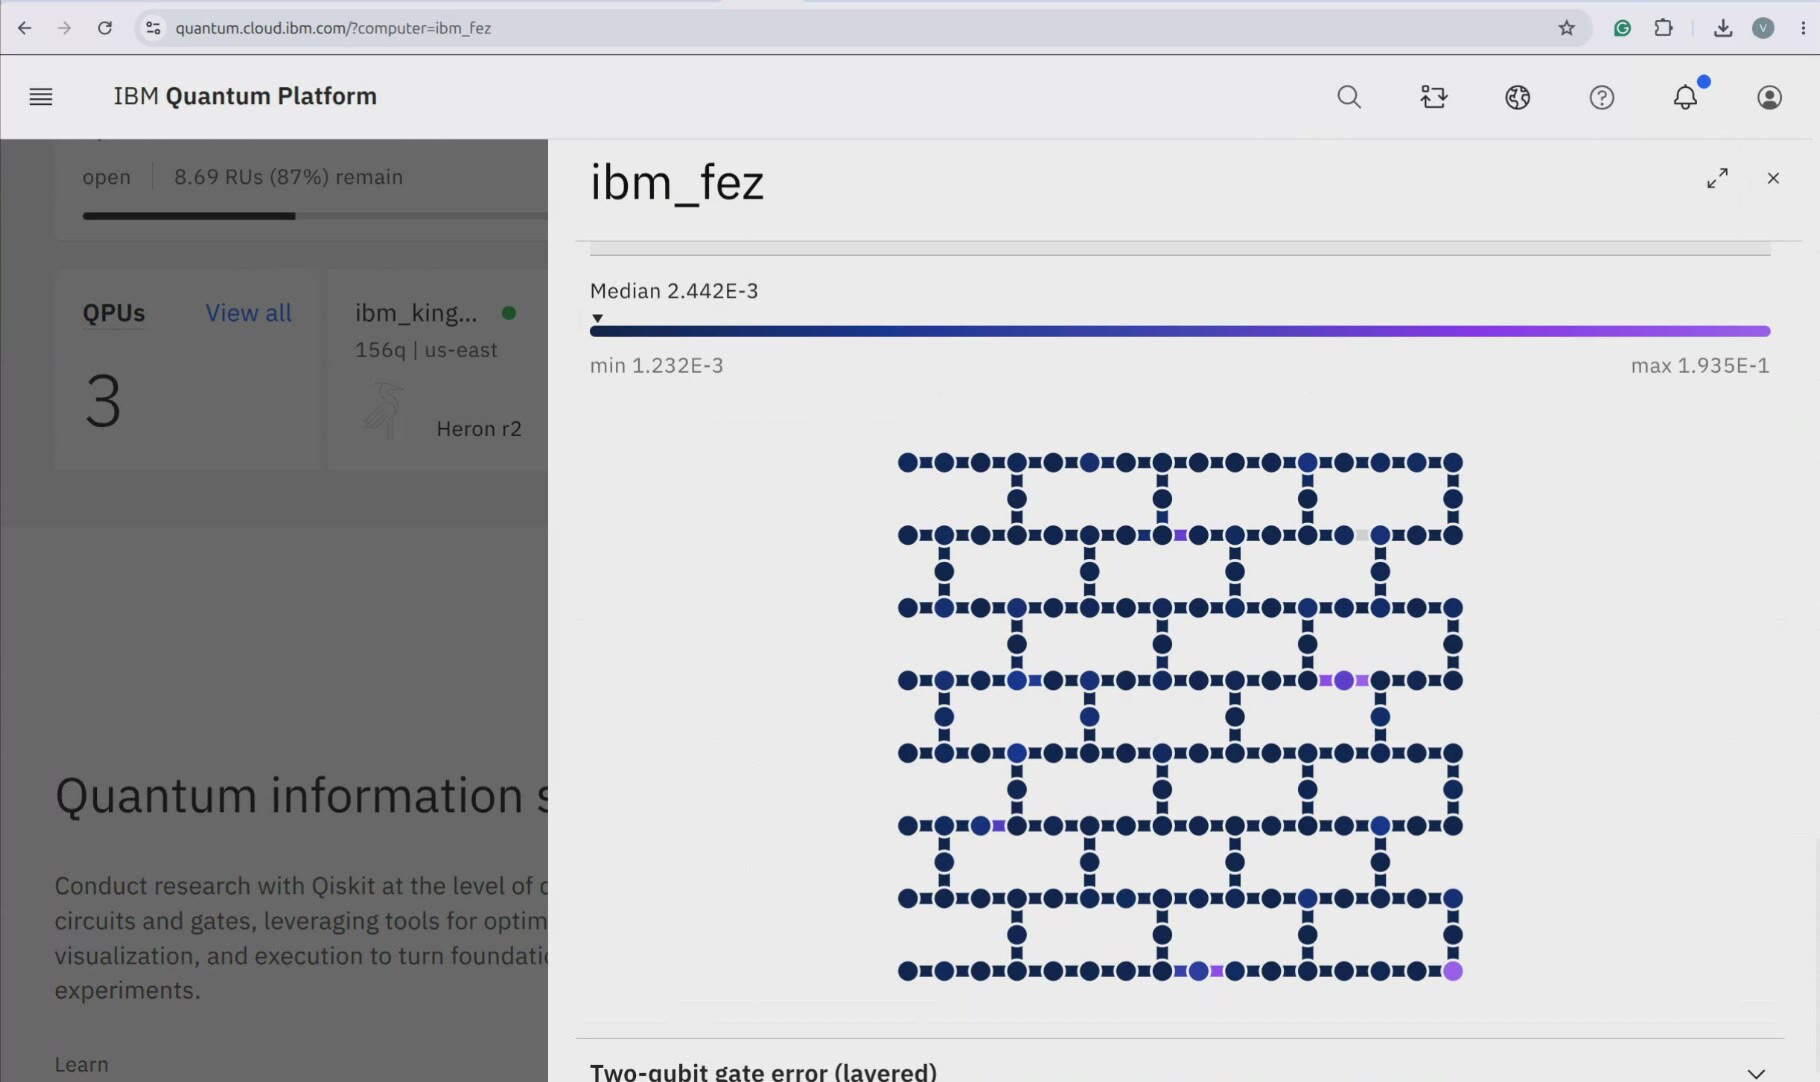 quantum.cloud.ibm.com/?computer=ibm_fez
V
IBM Quantum Platform
open
8.69 RUs (87%) remain
QPUs
View all
3
ibm_king...
156q | us-east
Heron r2
Quantum information s
Conduct research with Qiskit at the level of c
circuits and gates, leveraging tools for optim
visualization, and execution to turn foundatio
experiments.
Learn
ibm_fez
Median 2.442E-3
min 1.232E-3
max 1.935E-1
Two-qubit gate error (layered)